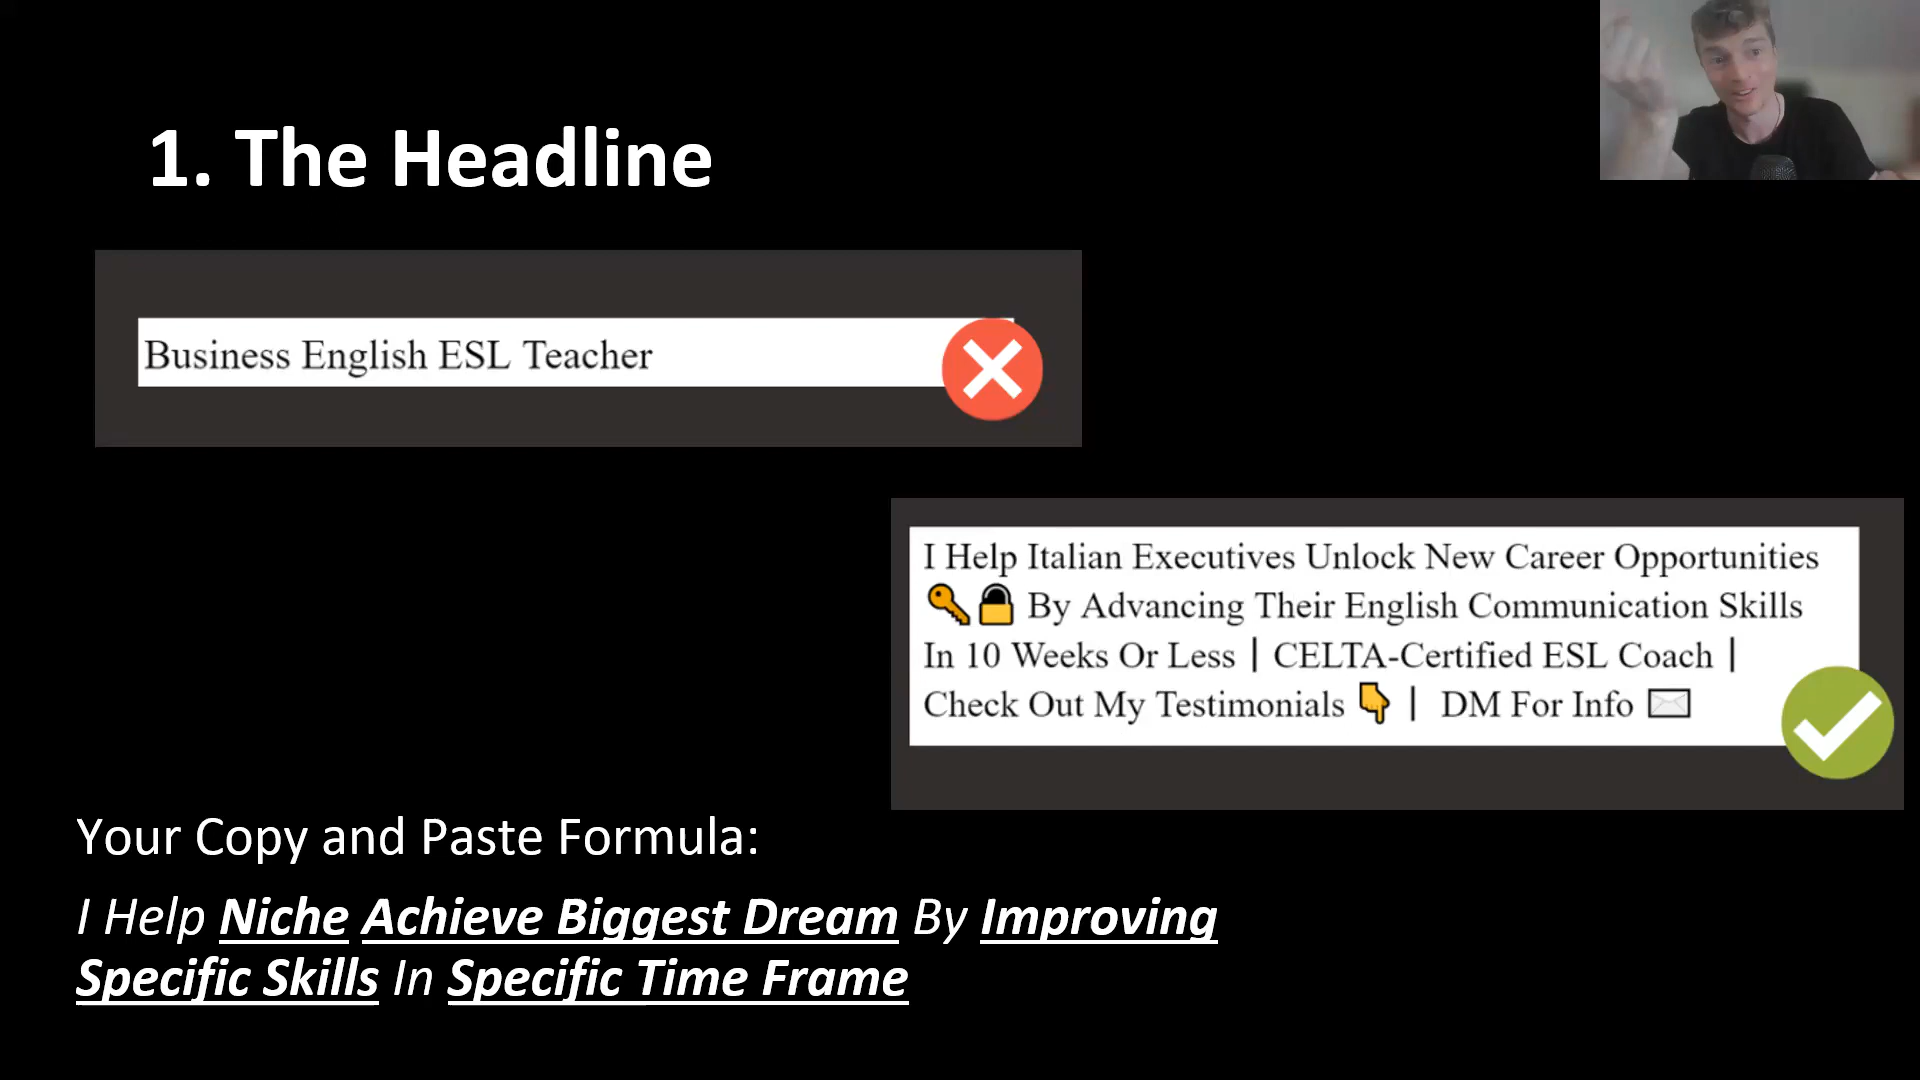 1. The Headline
Business English ESL Teacher
I Help Italian Executives Unlock New Career Opportunities
🔑🔒 By Advancing Their English Communication Skills
In 10 Weeks Or Less | CELTA-Certified ESL Coach |
Check Out My Testimonials 👇 | DM For Info ✉️
Your Copy and Paste Formula:
I Help Niche Achieve Biggest Dream By Improving
Specific Skills In Specific Time Frame